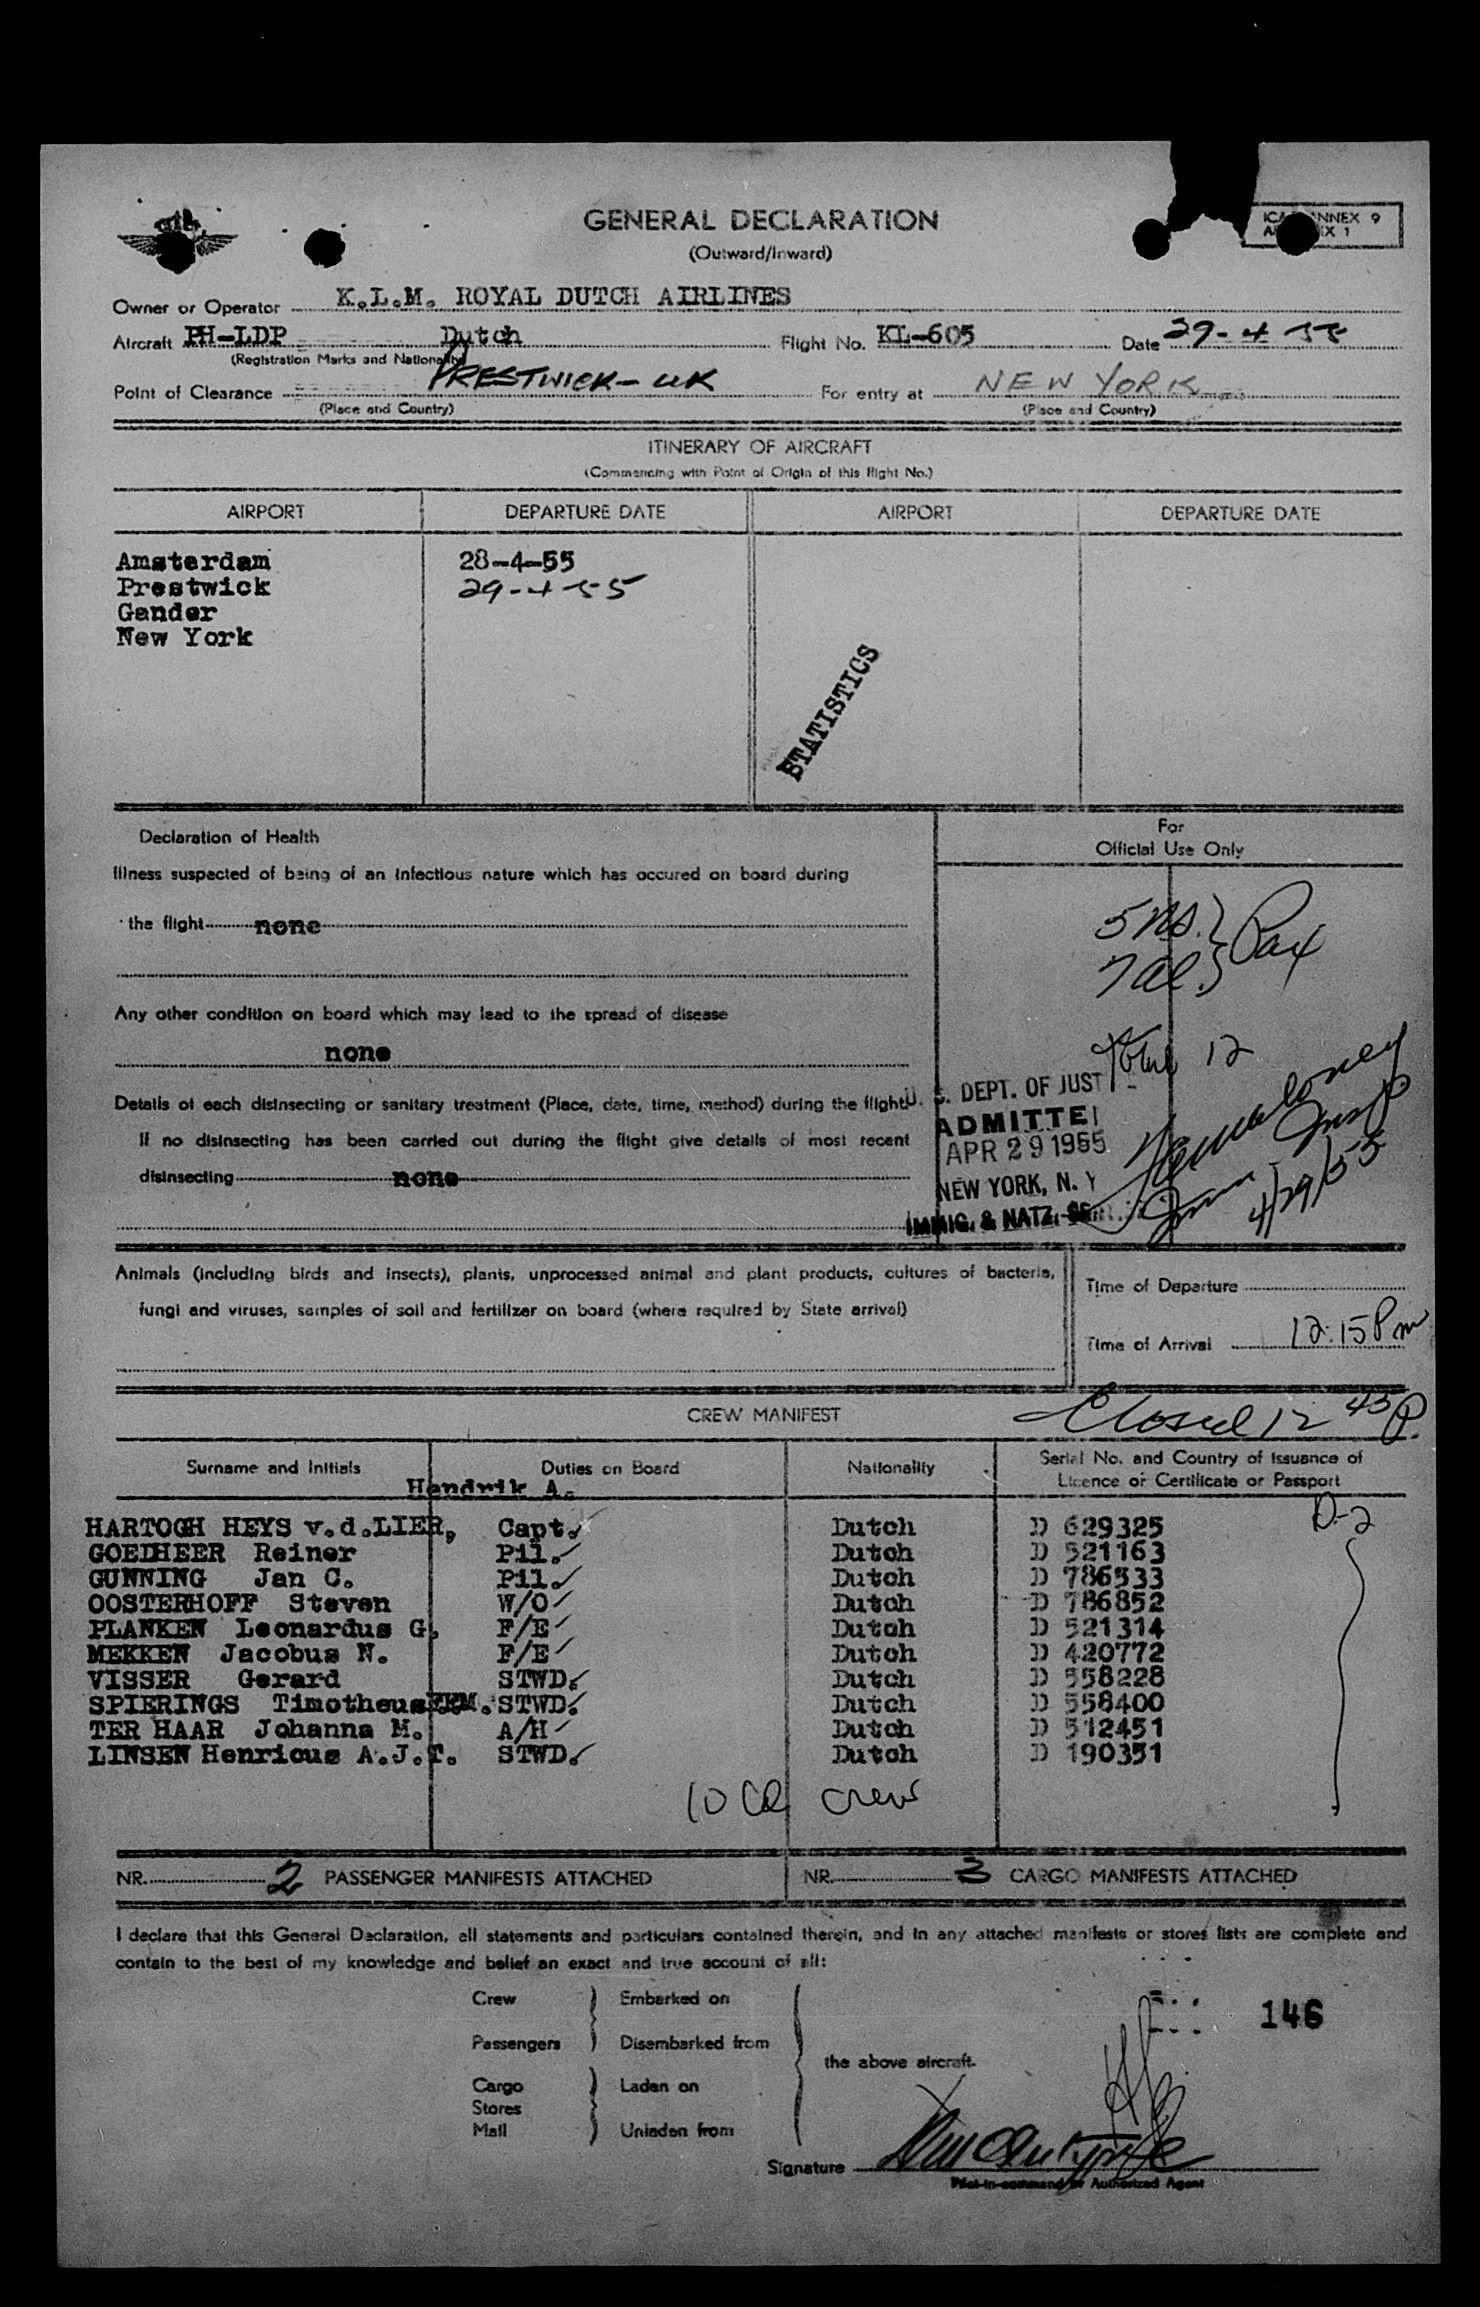 GENERAL DECLARATION
(Outward/Inward)
ANNEX 9
IX 1
Owner or Operator K.L.M. ROYAL DUTCH AIRLINES
Aircraft PH-LDP Dutch Flight No. KL-605 Date 29-4-55
(Registration Marks and Nationality)
Point of Clearance PRESTWICK-UK For entry at NEW YORK
(Place and Country) (Place and Country)
ITINERARY OF AIRCRAFT
(Commencing with Point of Origin of this flight No.)
AIRPORT DEPARTURE DATE AIRPORT DEPARTURE DATE
Amsterdam 28-4-55
Prestwick 29-4-55
Gander
New York
STATISTICS
Declaration of Health
For
Official Use Only
Illness suspected of being of an infectious nature which has occured on board during
the flight none
5 ns. } Pax
7 al. }
Any other condition on board which may lead to the spread of disease
none
Total 12
Details of each disinsecting or sanitary treatment (Place, date, time, method) during the flight.
If no disinsecting has been carried out during the flight give details of most recent
disinsecting none
U. S. DEPT. OF JUST
ADMITTE
APR 29 1955
NEW YORK, N. Y
IMMIG. & NATZ. SE
Insp
4/29/55
Animals (including birds and insects), plants, unprocessed animal and plant products, cultures of bacteria,
fungi and viruses, samples of soil and fertilizer on board (where required by State arrival)
Time of Departure
Time of Arrival 12:15 Pm
CREW MANIFEST
Closed 12 45 P.
Surname and Initials Duties on Board Nationality Serial No. and Country of Issuance of
Licence or Certificate or Passport
Hendrik A.
HARTOGH HEYS v.d.LIER, Capt. Dutch D 629325 D-2
GOEDHEER Reiner Pil. Dutch D 521163
GUNNING Jan C. Pil. Dutch D 786533
OOSTERHOFF Steven W/O Dutch D 786852
PLANKEN Leonardus G. F/E Dutch D 521314
MEKKEN Jacobus N. F/E Dutch D 420772
VISSER Gerard STWD. Dutch D 558228
SPIERINGS Timotheus STWD. Dutch D 558400
TER HAAR Johanna M. A/H Dutch D 512451
LINSEN Henricus A.J.T. STWD. Dutch D 190351
10 crew
NR. 2 PASSENGER MANIFESTS ATTACHED NR. 3 CARGO MANIFESTS ATTACHED
I declare that this General Declaration, all statements and particulars contained therein, and in any attached manifests or stores lists are complete and
contain to the best of my knowledge and belief an exact and true account of all:
Crew } Embarked on
Passengers } Disembarked from
the above aircraft.
Cargo } Laden on
Stores
Mail } Unladen from
146
Signature
Pilot-in-command or Authorized Agent